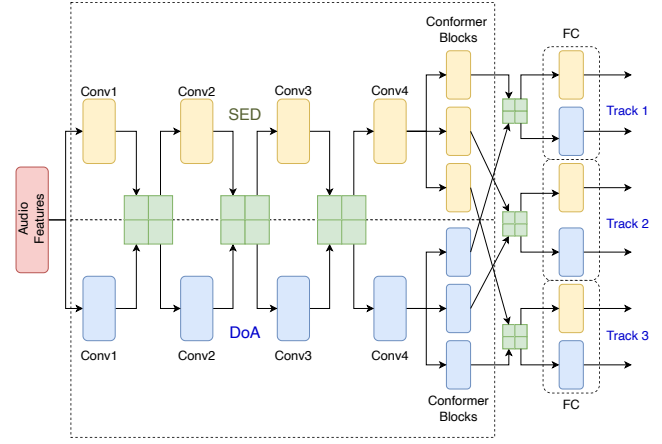 Conformer
Blocks
FC
Conv1
Conv2
Conv3
Conv4
SED
Track 1
Audio
Features
Track 2
DoA
Track 3
Conv1
Conv2
Conv3
Conv4
Conformer
Blocks
FC